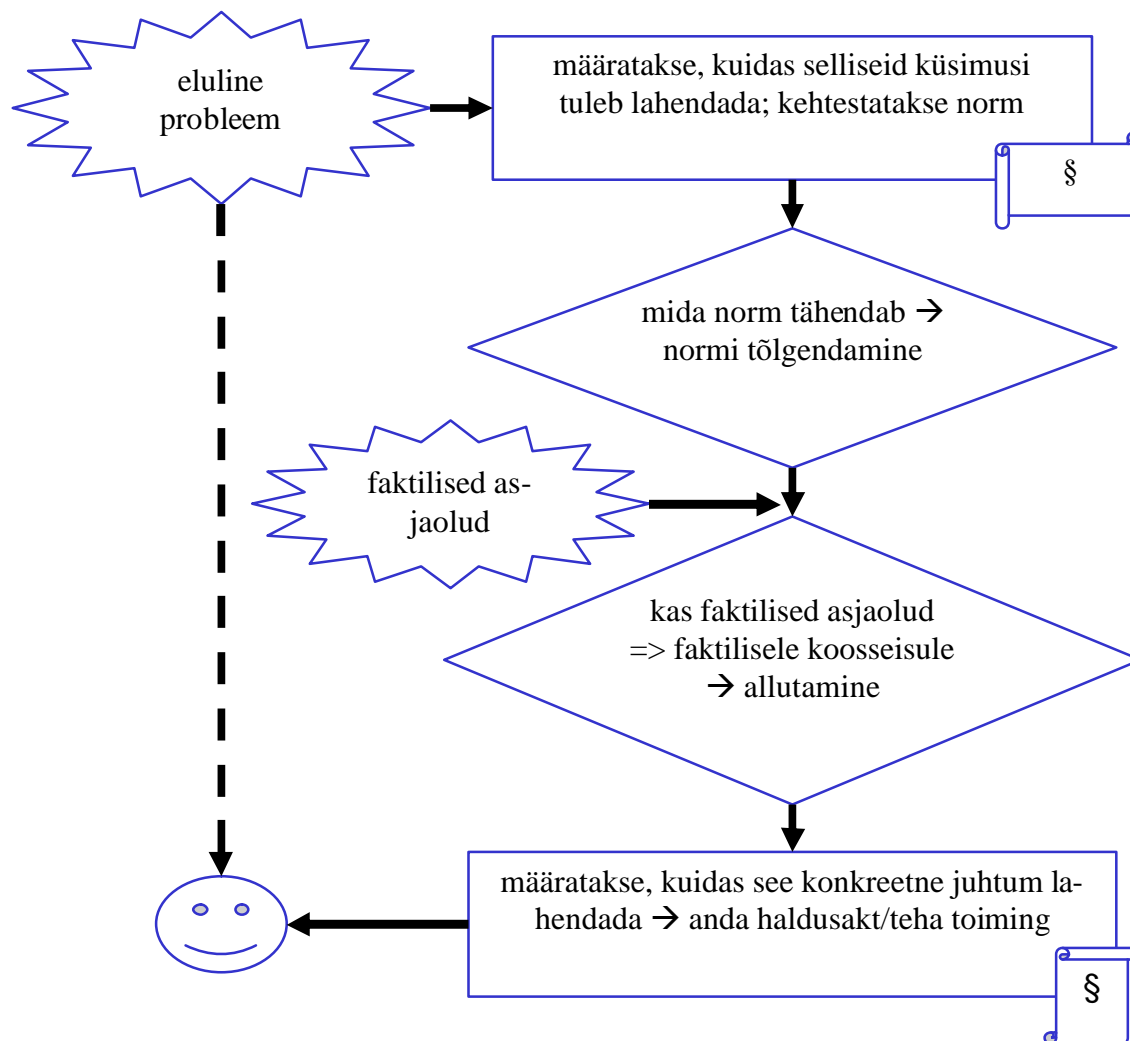 eluline
probleem
määratakse, kuidas selliseid küsimusi
tuleb lahendada; kehtestatakse norm
§
mida norm tähendab →
normi tõlgendamine
faktilised as-
jaolud
kas faktilised asjaolud
=> faktilisele koosseisule
→ allutamine
määratakse, kuidas see konkreetne juhtum la-
hendada → anda haldusakt/teha toiming
§